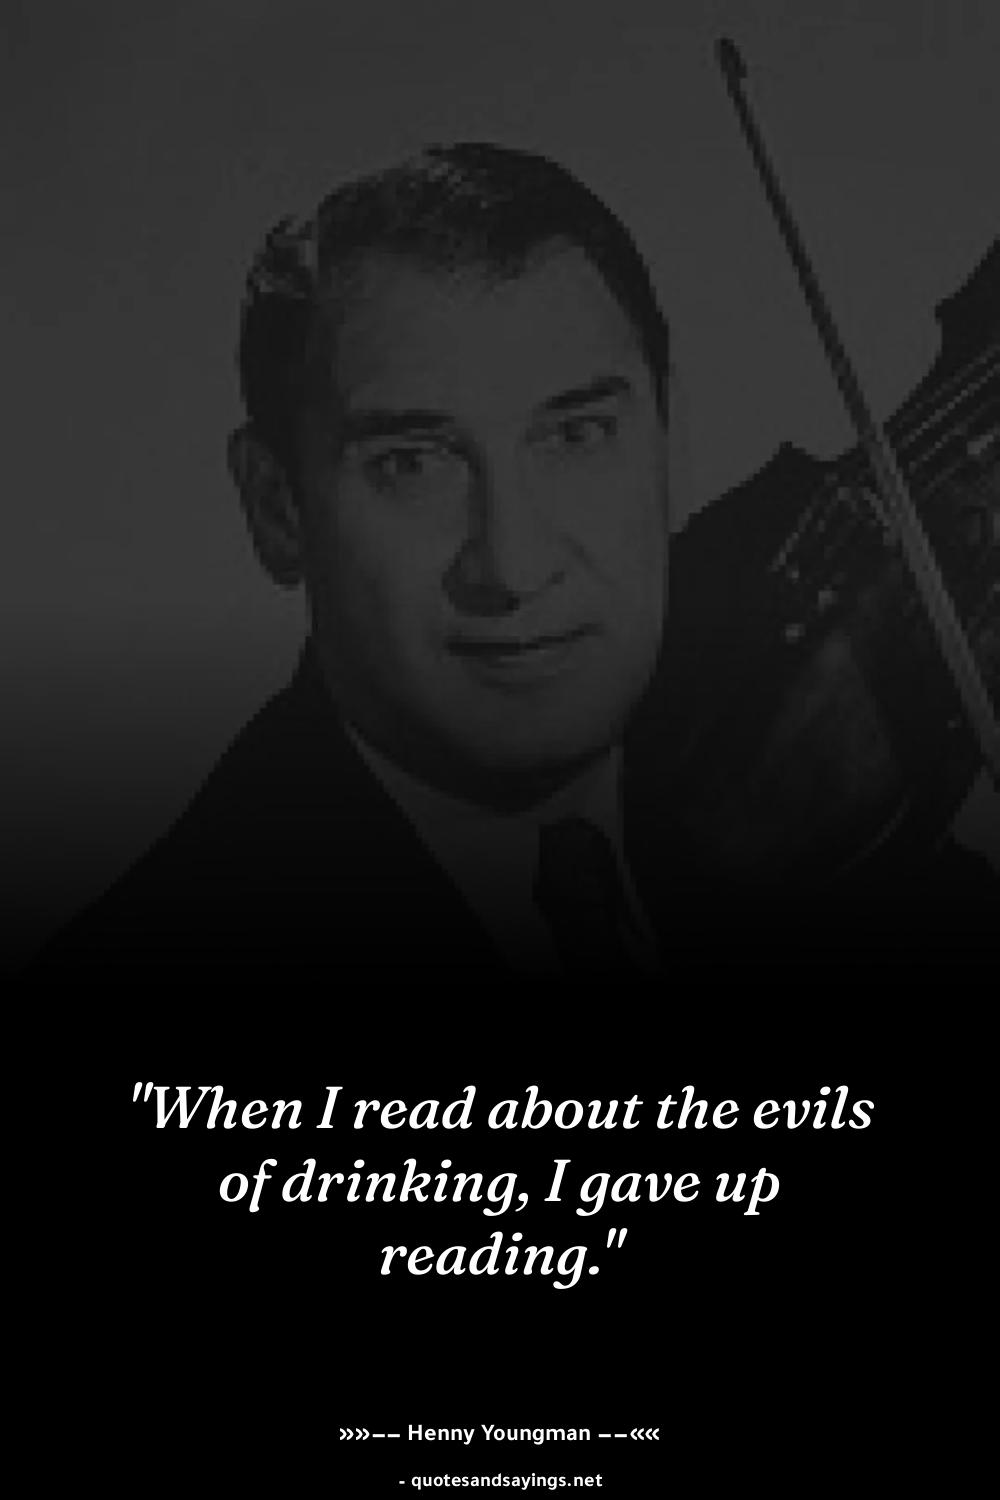 "When I read about the evils
of drinking, I gave up
reading."
»»−− Henny Youngman −−««
- quotesandsayings.net